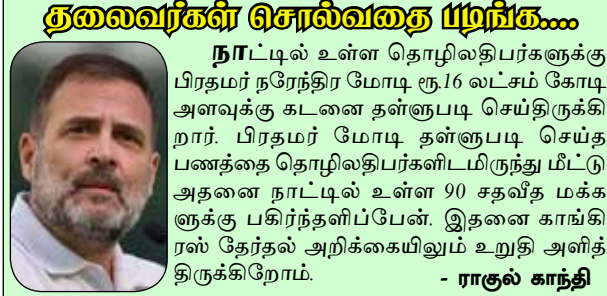 தலைவர்கள் சொல்வதை படிங்க....
நாட்டில் உள்ள தொழிலதிபர்களுக்கு
பிரதமர் நரேந்திர மோடி ரூ.16 லட்சம் கோடி
அளவுக்கு கடனை தள்ளுபடி செய்திருக்கி
றார். பிரதமர் மோடி தள்ளுபடி செய்த
பணத்தை தொழிலதிபர்களிடமிருந்து மீட்டு
அதனை நாட்டில் உள்ள 90 சதவீத மக்க
ளுக்கு பகிர்ந்தளிப்பேன். இதனை காங்கி
ரஸ் தேர்தல் அறிக்கையிலும் உறுதி அளித்
திருக்கிறோம். - ராகுல் காந்தி